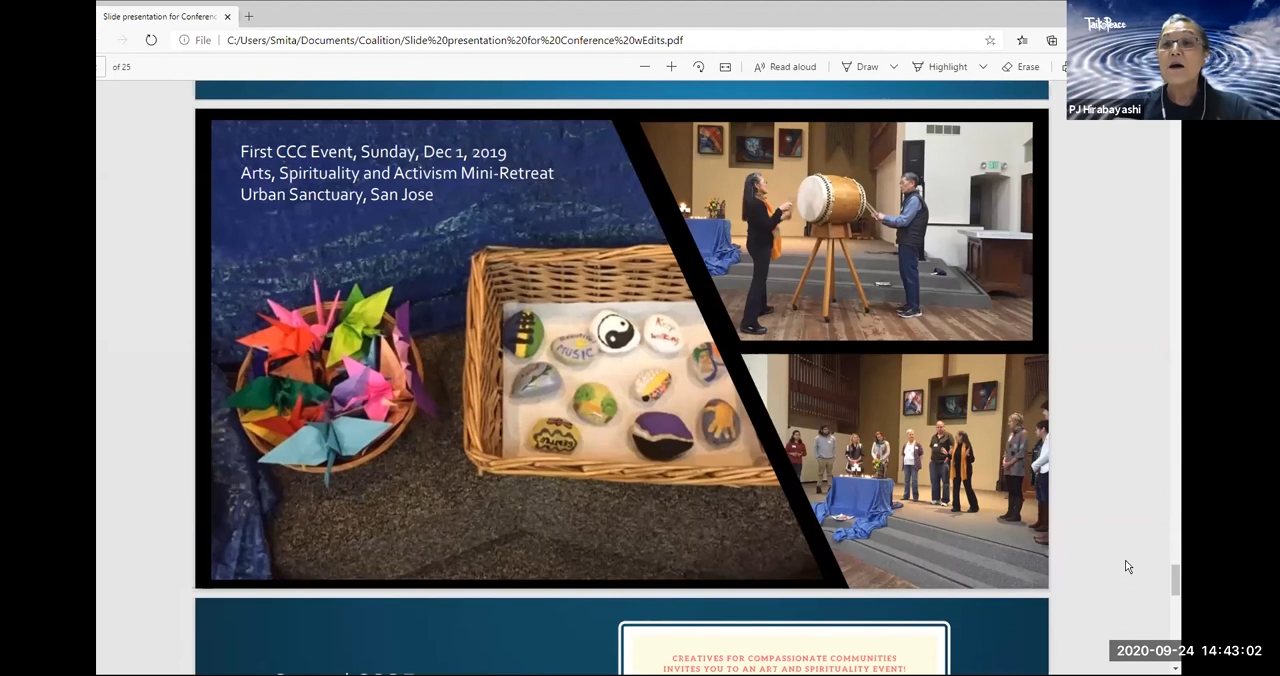 Slide presentation for Conferenc
File
C:/Users/Smita/Documents/Coalition/Slide%20presentation%20for%20Conference%20wEdits.pdf
of 25
Read aloud
Draw
Highlight
Erase
TaikoPeace
PJ Hirabayashi
First CCC Event, Sunday, Dec 1, 2019
Arts, Spirituality and Activism Mini-Retreat
Urban Sanctuary, San Jose
EXIT
MUSIC
CREATIVES FOR COMPASSIONATE COMMUNITIES
INVITES YOU TO AN ART AND SPIRITUALITY EVENT!
2020-09-24 14:43:02